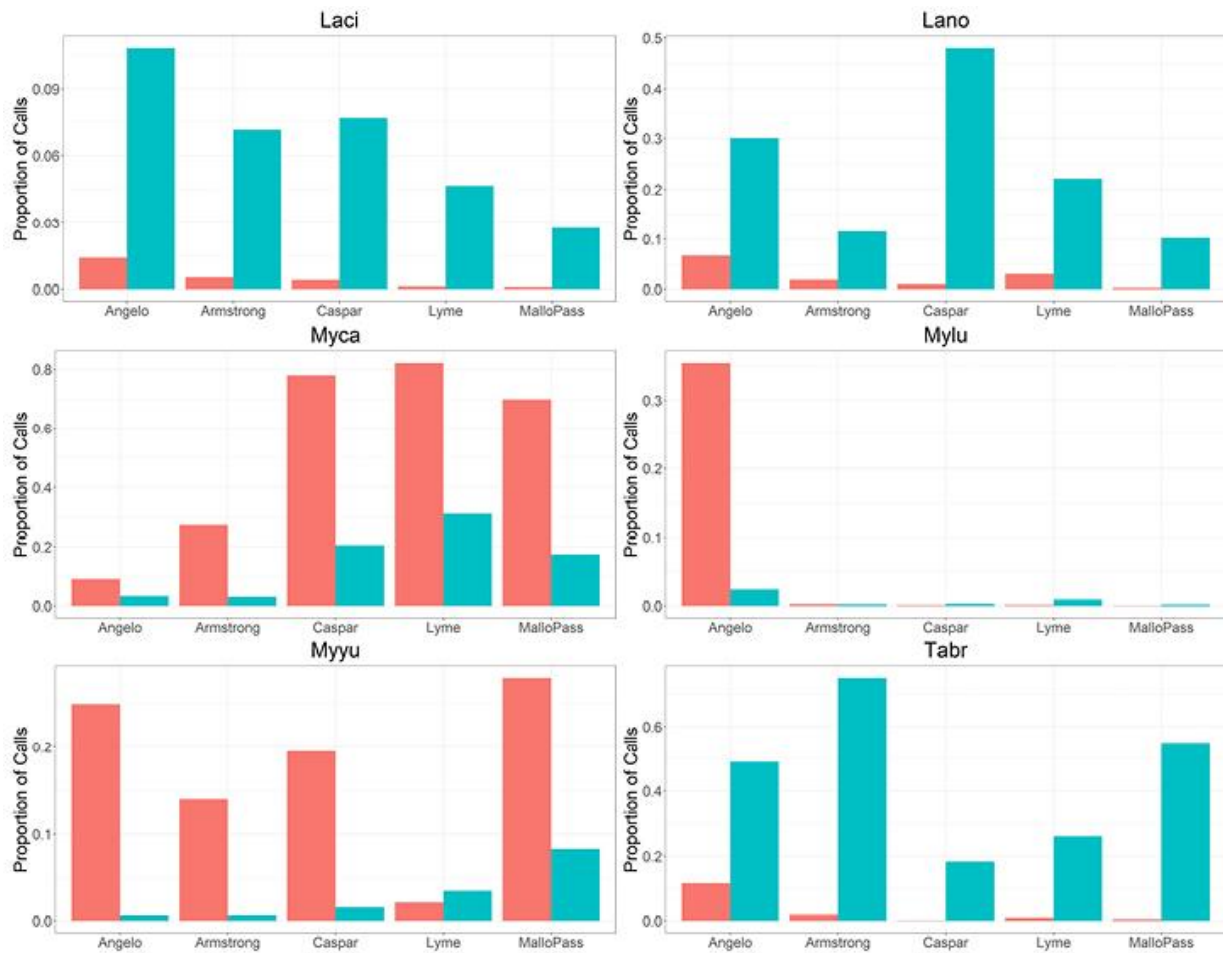 Laci
Proportion of Calls
0.09
0.06
0.03
0.00
Angelo Armstrong Caspar Lyme MalloPass
Lano
Proportion of Calls
0.5
0.4
0.3
0.2
0.1
0.0
Angelo Armstrong Caspar Lyme MalloPass
Myca
Proportion of Calls
0.8
0.6
0.4
0.2
0.0
Angelo Armstrong Caspar Lyme MalloPass
Mylu
Proportion of Calls
0.3
0.2
0.1
0.0
Angelo Armstrong Caspar Lyme MalloPass
Myyu
Proportion of Calls
0.2
0.1
0.0
Angelo Armstrong Caspar Lyme MalloPass
Tabr
Proportion of Calls
0.6
0.4
0.2
0.0
Angelo Armstrong Caspar Lyme MalloPass